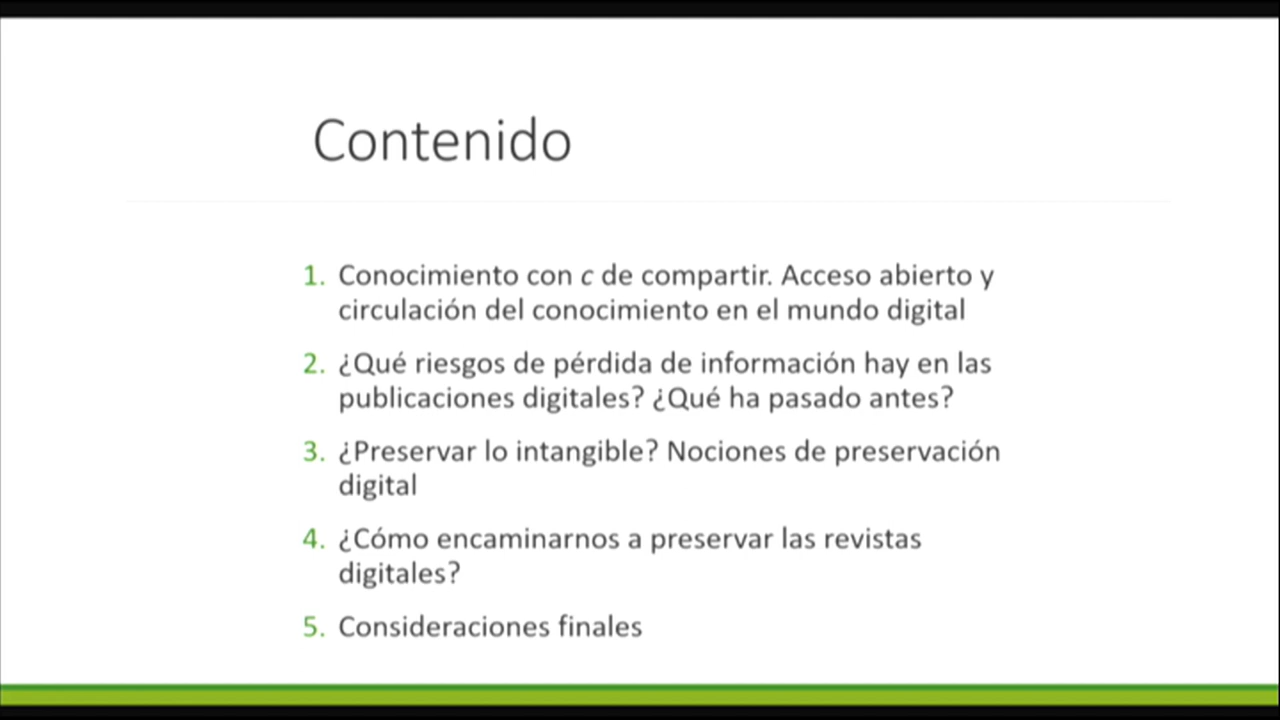 Contenido
1. Conocimiento con c de compartir. Acceso abierto y
circulación del conocimiento en el mundo digital
2. ¿Qué riesgos de pérdida de información hay en las
publicaciones digitales? ¿Qué ha pasado antes?
3. ¿Preservar lo intangible? Nociones de preservación
digital
4. ¿Cómo encaminarnos a preservar las revistas
digitales?
5. Consideraciones finales